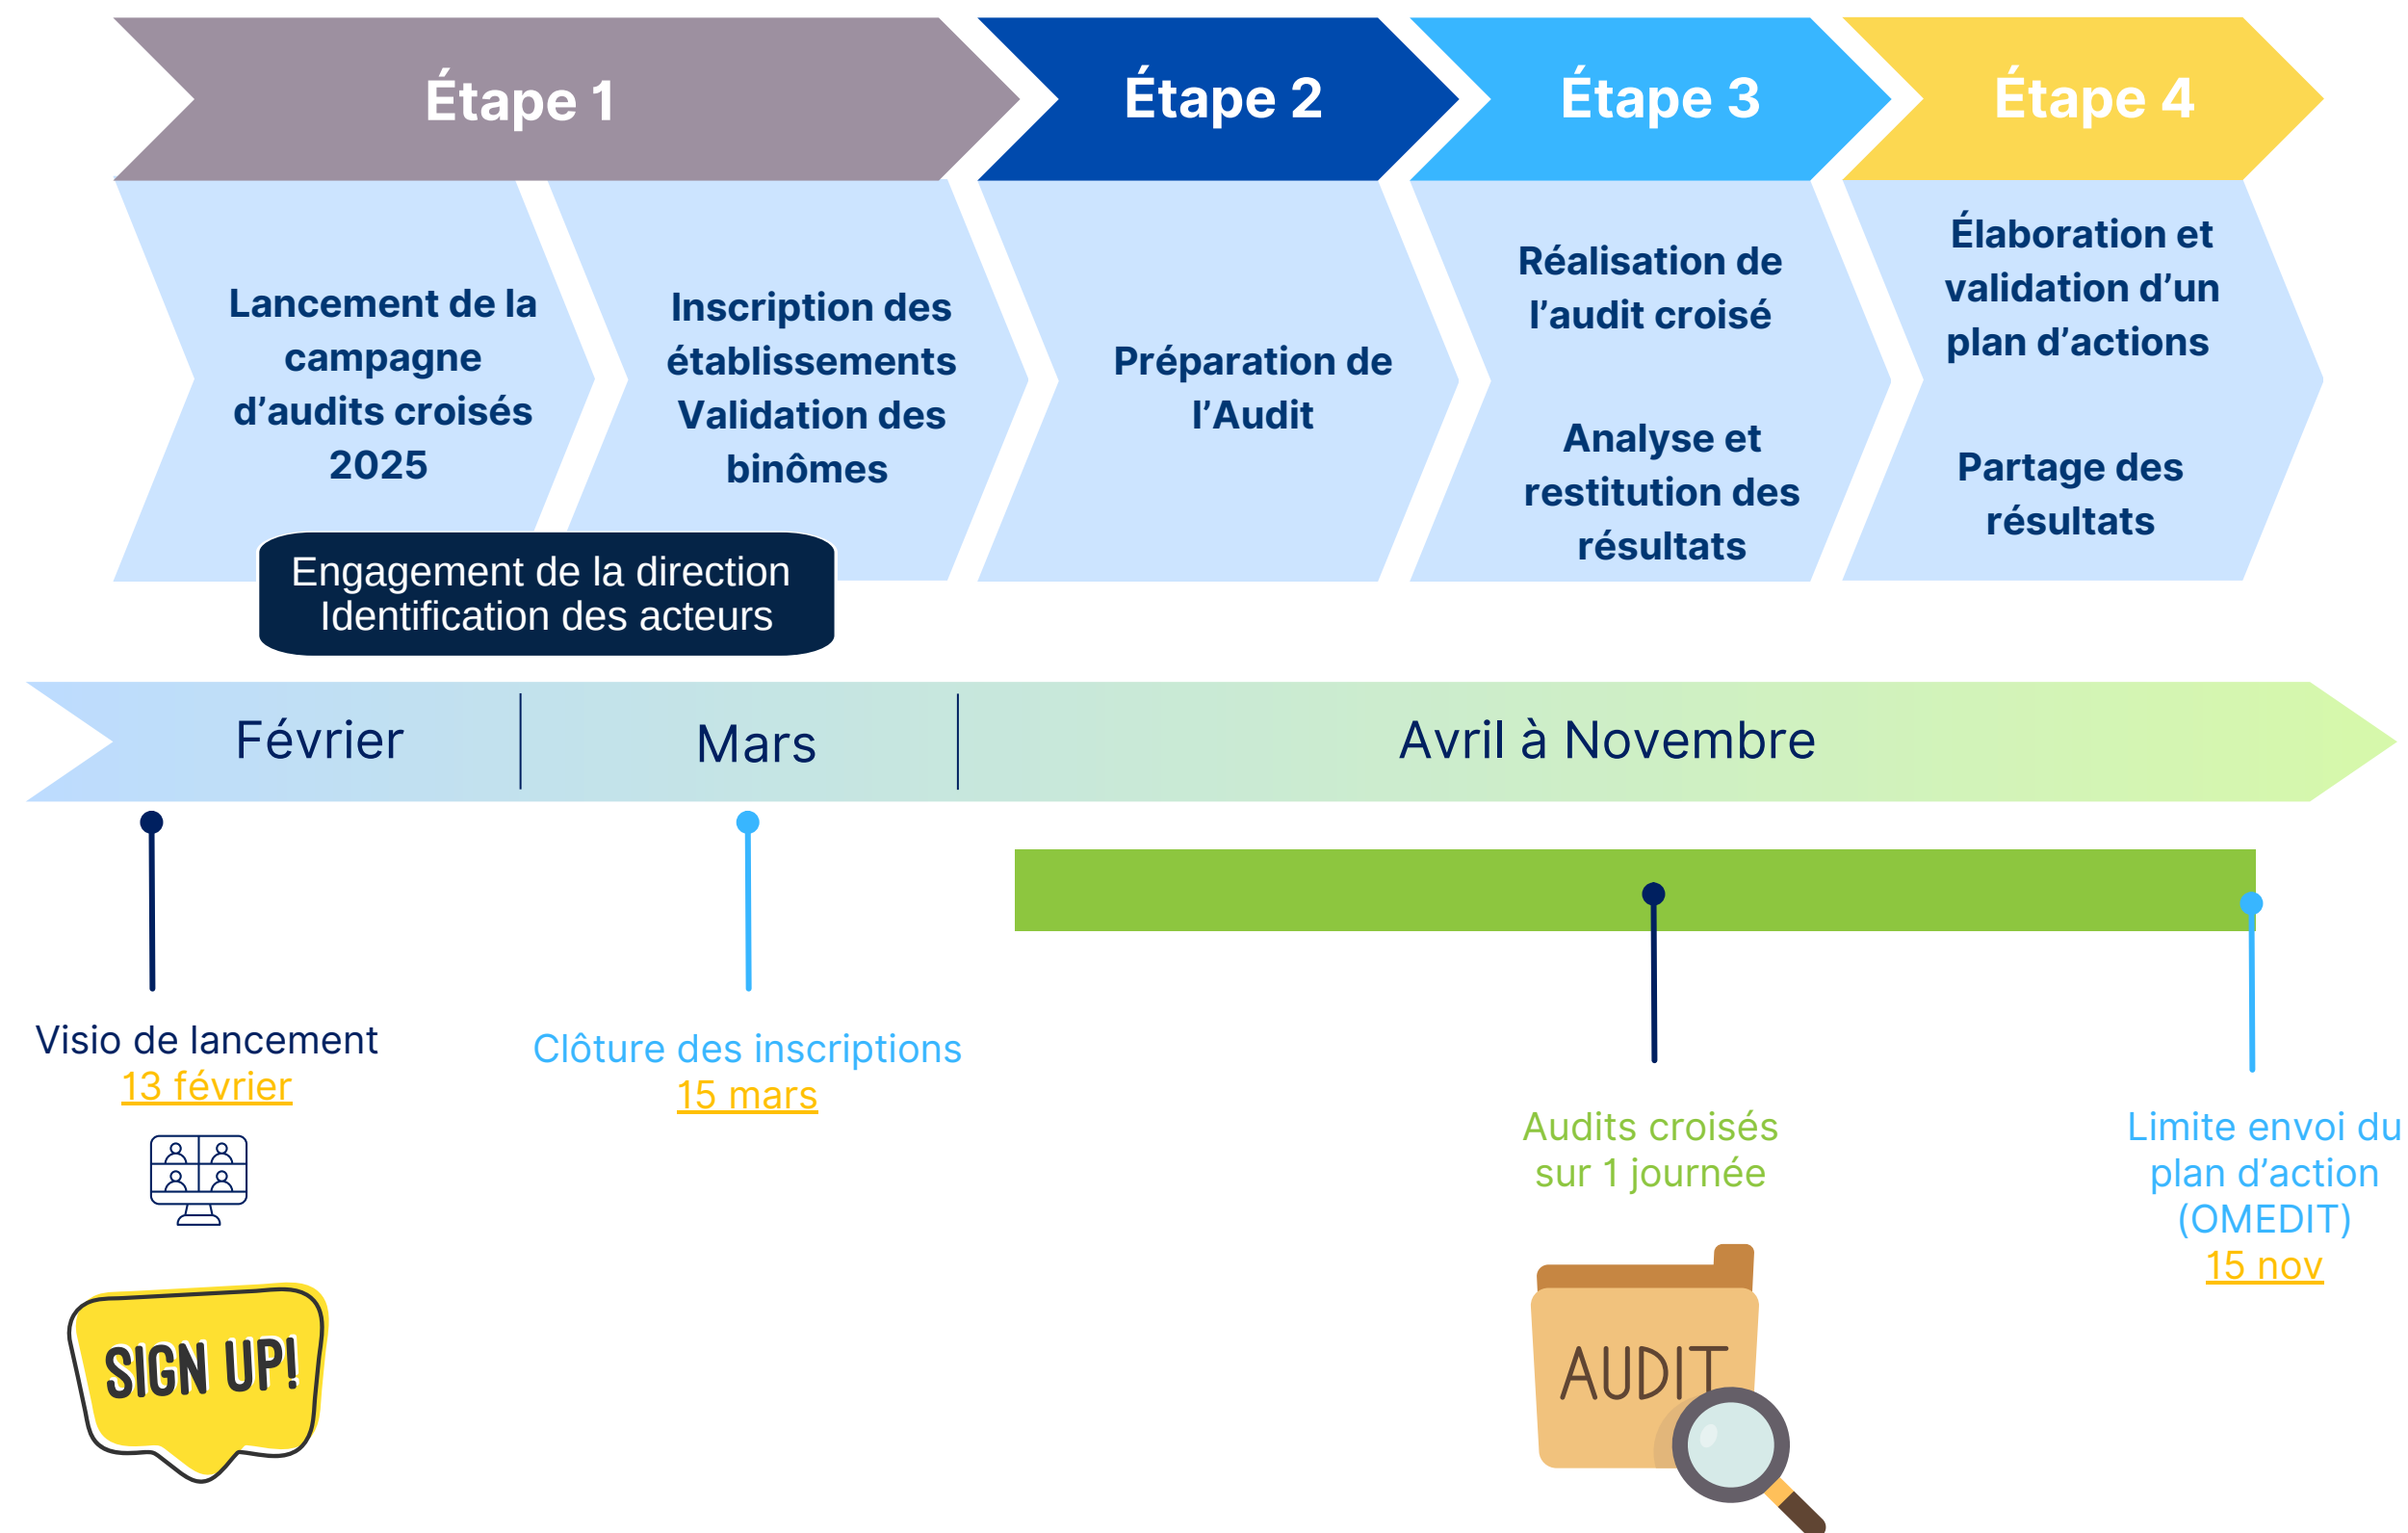 Étape 1
Étape 2
Étape 3
Étape 4
Lancement de la
campagne
d’audits croisés
2025
Inscription des
établissements
Validation des
binômes
Préparation de
l’Audit
Réalisation de
l’audit croisé
Analyse et
restitution des
résultats
Élaboration et
validation d’un
plan d’actions
Partage des
résultats
Engagement de la direction
Identification des acteurs
Février
Mars
Avril à Novembre
Visio de lancement
13 février
Clôture des inscriptions
15 mars
Audits croisés
sur 1 journée
Limite envoi du
plan d’action
(OMEDIT)
15 nov
SIGN UP!
AUDIT